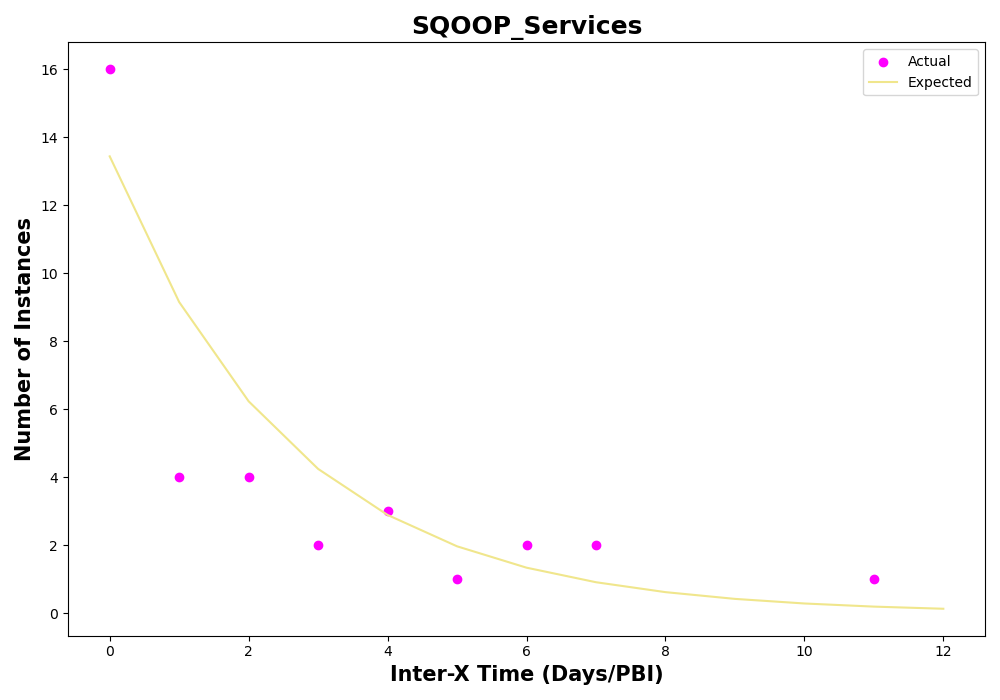 SQOOP_Services
Actual
Expected
16
14
12
10
8
6
4
2
0
Number of Instances
0 2 4 6 8 10 12
Inter-X Time (Days/PBI)